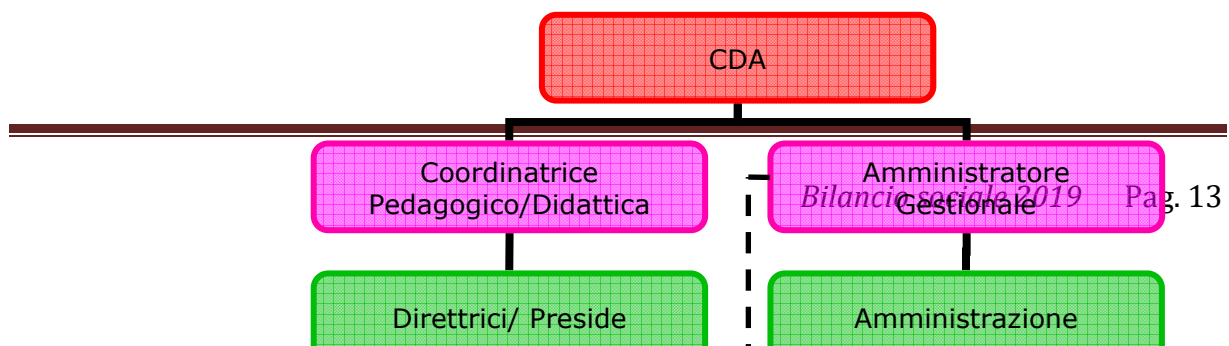 CDA
Coordinatrice
Pedagogico/Didattica
Amministratore
Gestionale
Bilancio sociale 2019 Pag. 13
Direttrici/ Preside
Amministrazione